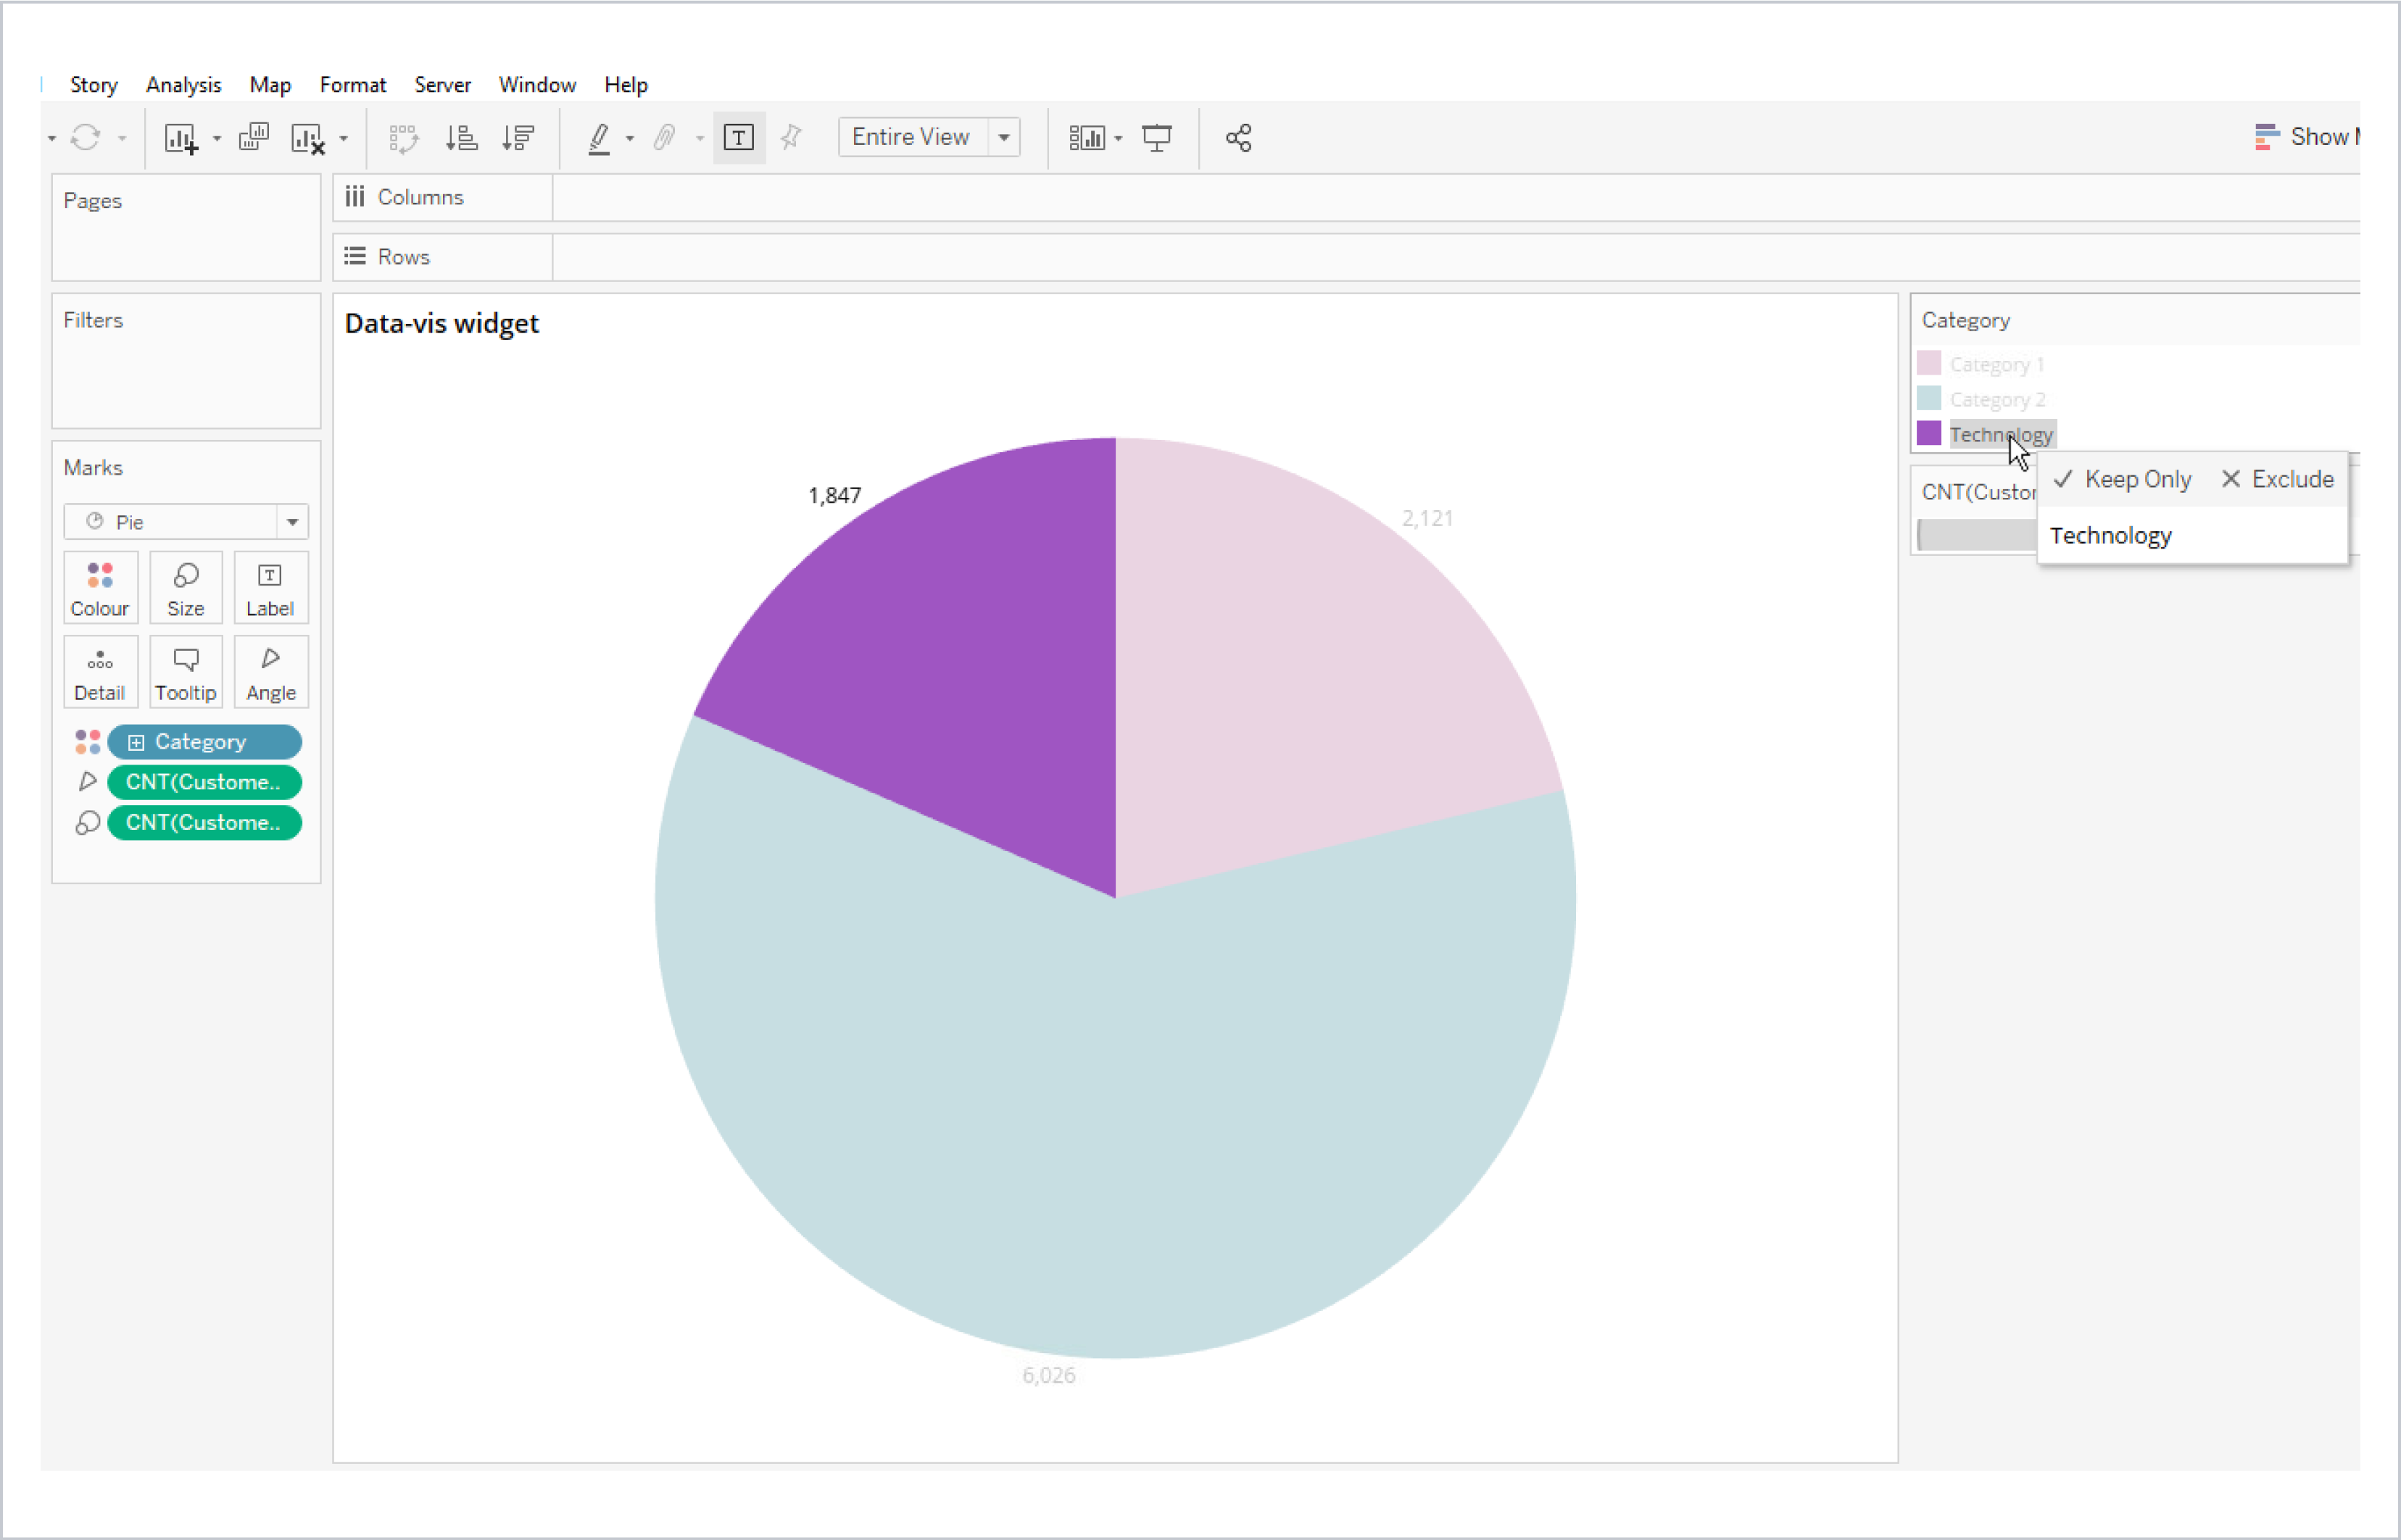 Story Analysis Map Format Server Window Help
Entire View
Show
Pages
Columns
Rows
Filters
Data-vis widget
Category
Category 1
Category 2
Technology
Keep Only Exclude
CNT(Custor
Technology
Marks
Pie
Colour Size Label
Detail Tooltip Angle
Category
CNT(Custome..
CNT(Custome..
1,847
2,121
6,026